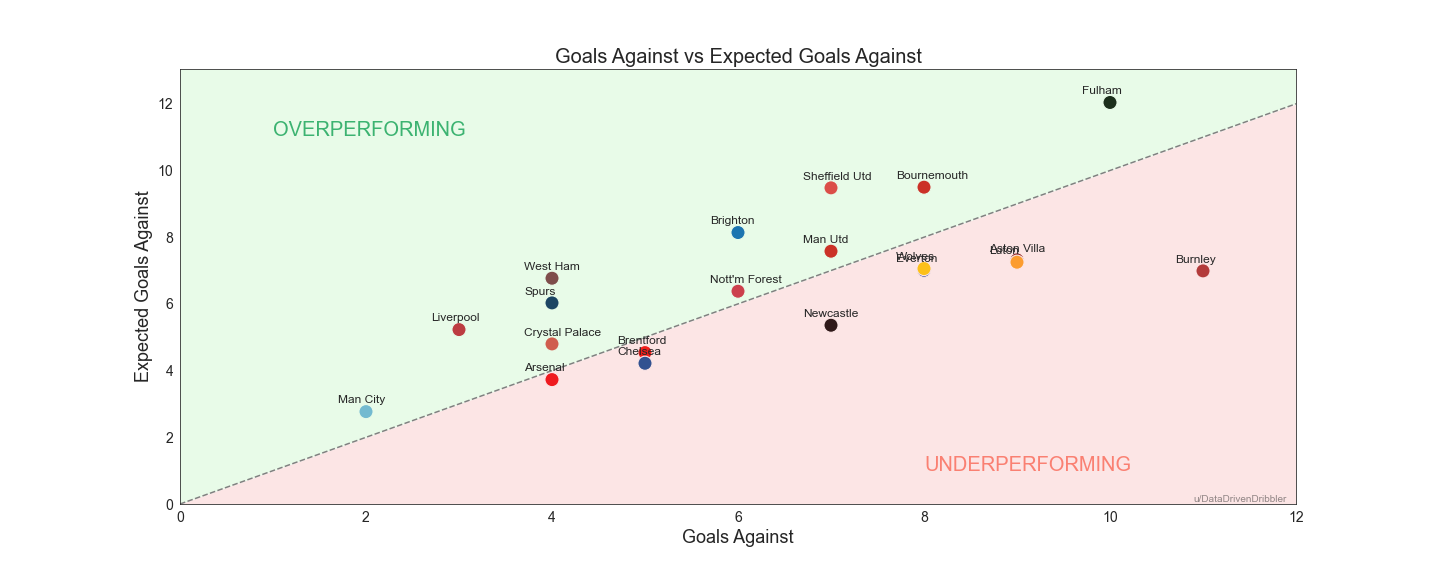 Goals Against vs Expected Goals Against
Expected Goals Against
12
10
8
6
4
2
0
OVERPERFORMING
Fulham
Sheffield Utd
Bournemouth
Brighton
Man Utd
Aston Villa
Luton
Wolves
Everton
Burnley
West Ham
Spurs
Nott'm Forest
Liverpool
Newcastle
Crystal Palace
Brentford
Chelsea
Arsenal
Man City
UNDERPERFORMING
u/DataDrivenDribbler
0 2 4 6 8 10 12
Goals Against